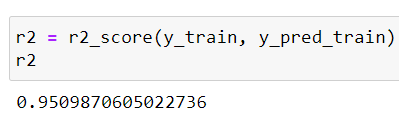 r2 = r2_score(y_train, y_pred_train)
r2
0.9509870605022736